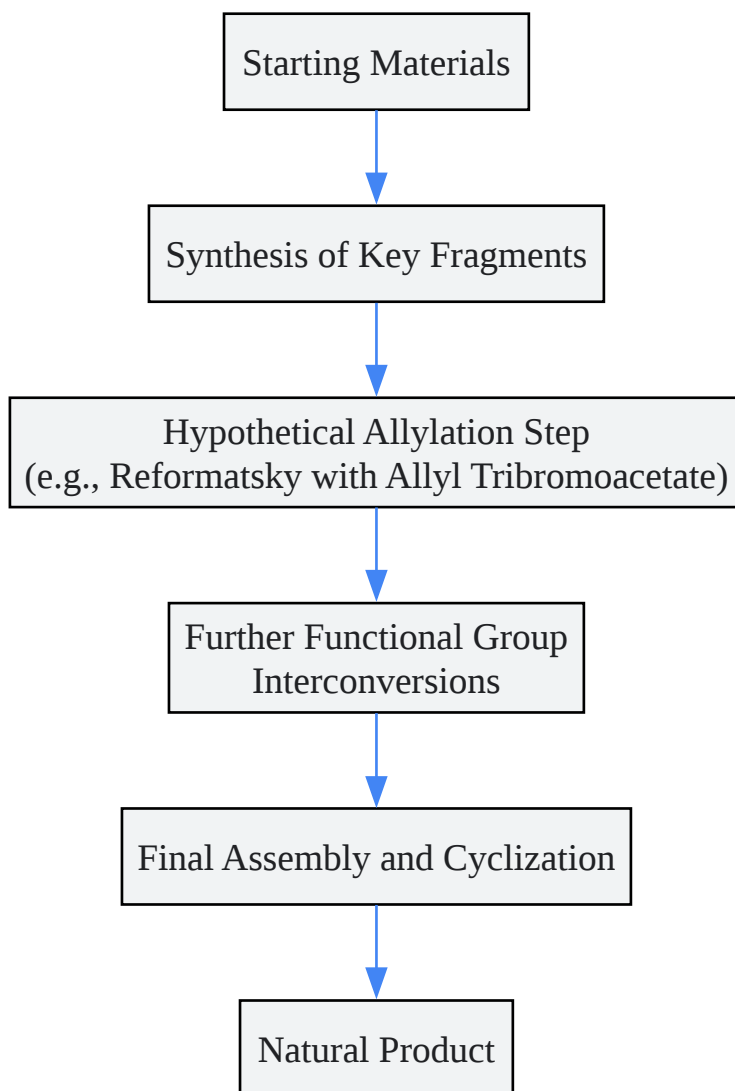 Starting Materials
Synthesis of Key Fragments
Hypothetical Allylation Step
(e.g., Reformatsky with Allyl Tribromoacetate)
Further Functional Group
Interconversions
Final Assembly and Cyclization
Natural Product